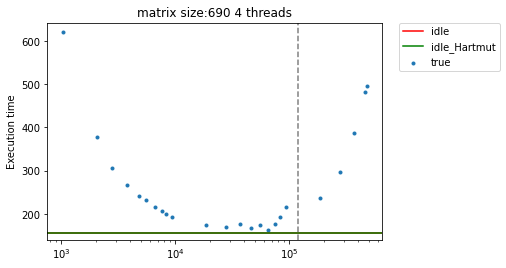 matrix size:690 4 threads
idle
idle_Hartmut
true
Execution time
600
500
400
300
200
10³
10⁴
10⁵